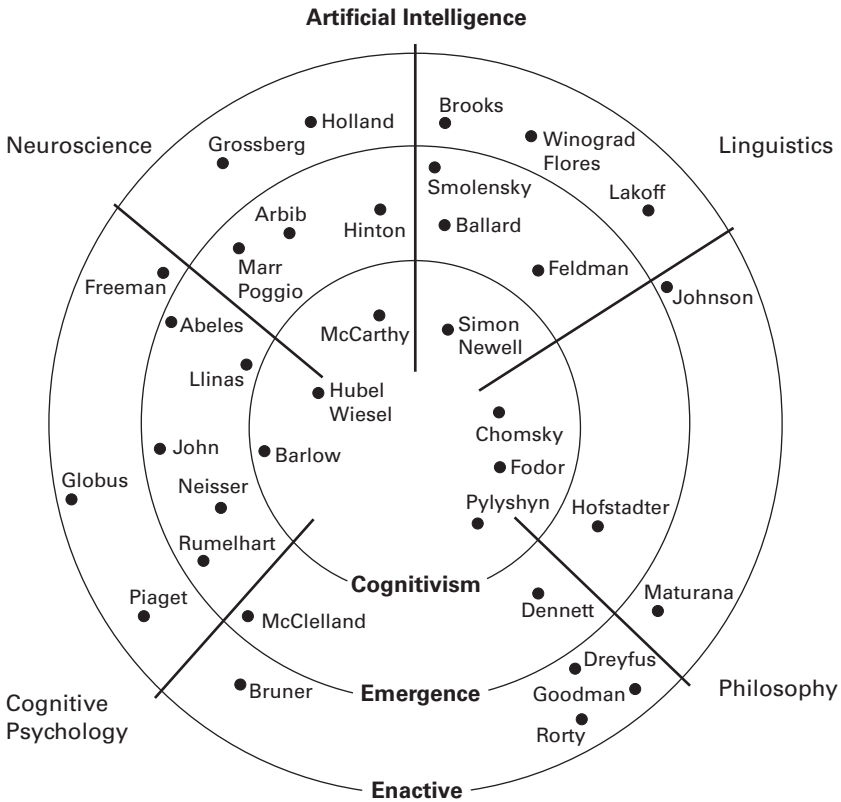 Artificial Intelligence
Brooks
Holland
Winograd
Flores
Neuroscience
Grossberg
Linguistics
Smolensky
Lakoff
Arbib
Hinton
Ballard
Marr
Poggio
Feldman
Freeman
Johnson
Abeles
McCarthy
Simon
Newell
Llinas
Hubel
Wiesel
Chomsky
John
Barlow
Fodor
Globus
Neisser
Pylyshyn
Hofstadter
Rumelhart
Cognitivism
Piaget
Maturana
Dennett
McClelland
Dreyfus
Bruner
Emergence
Goodman
Philosophy
Cognitive
Psychology
Rorty
Enactive